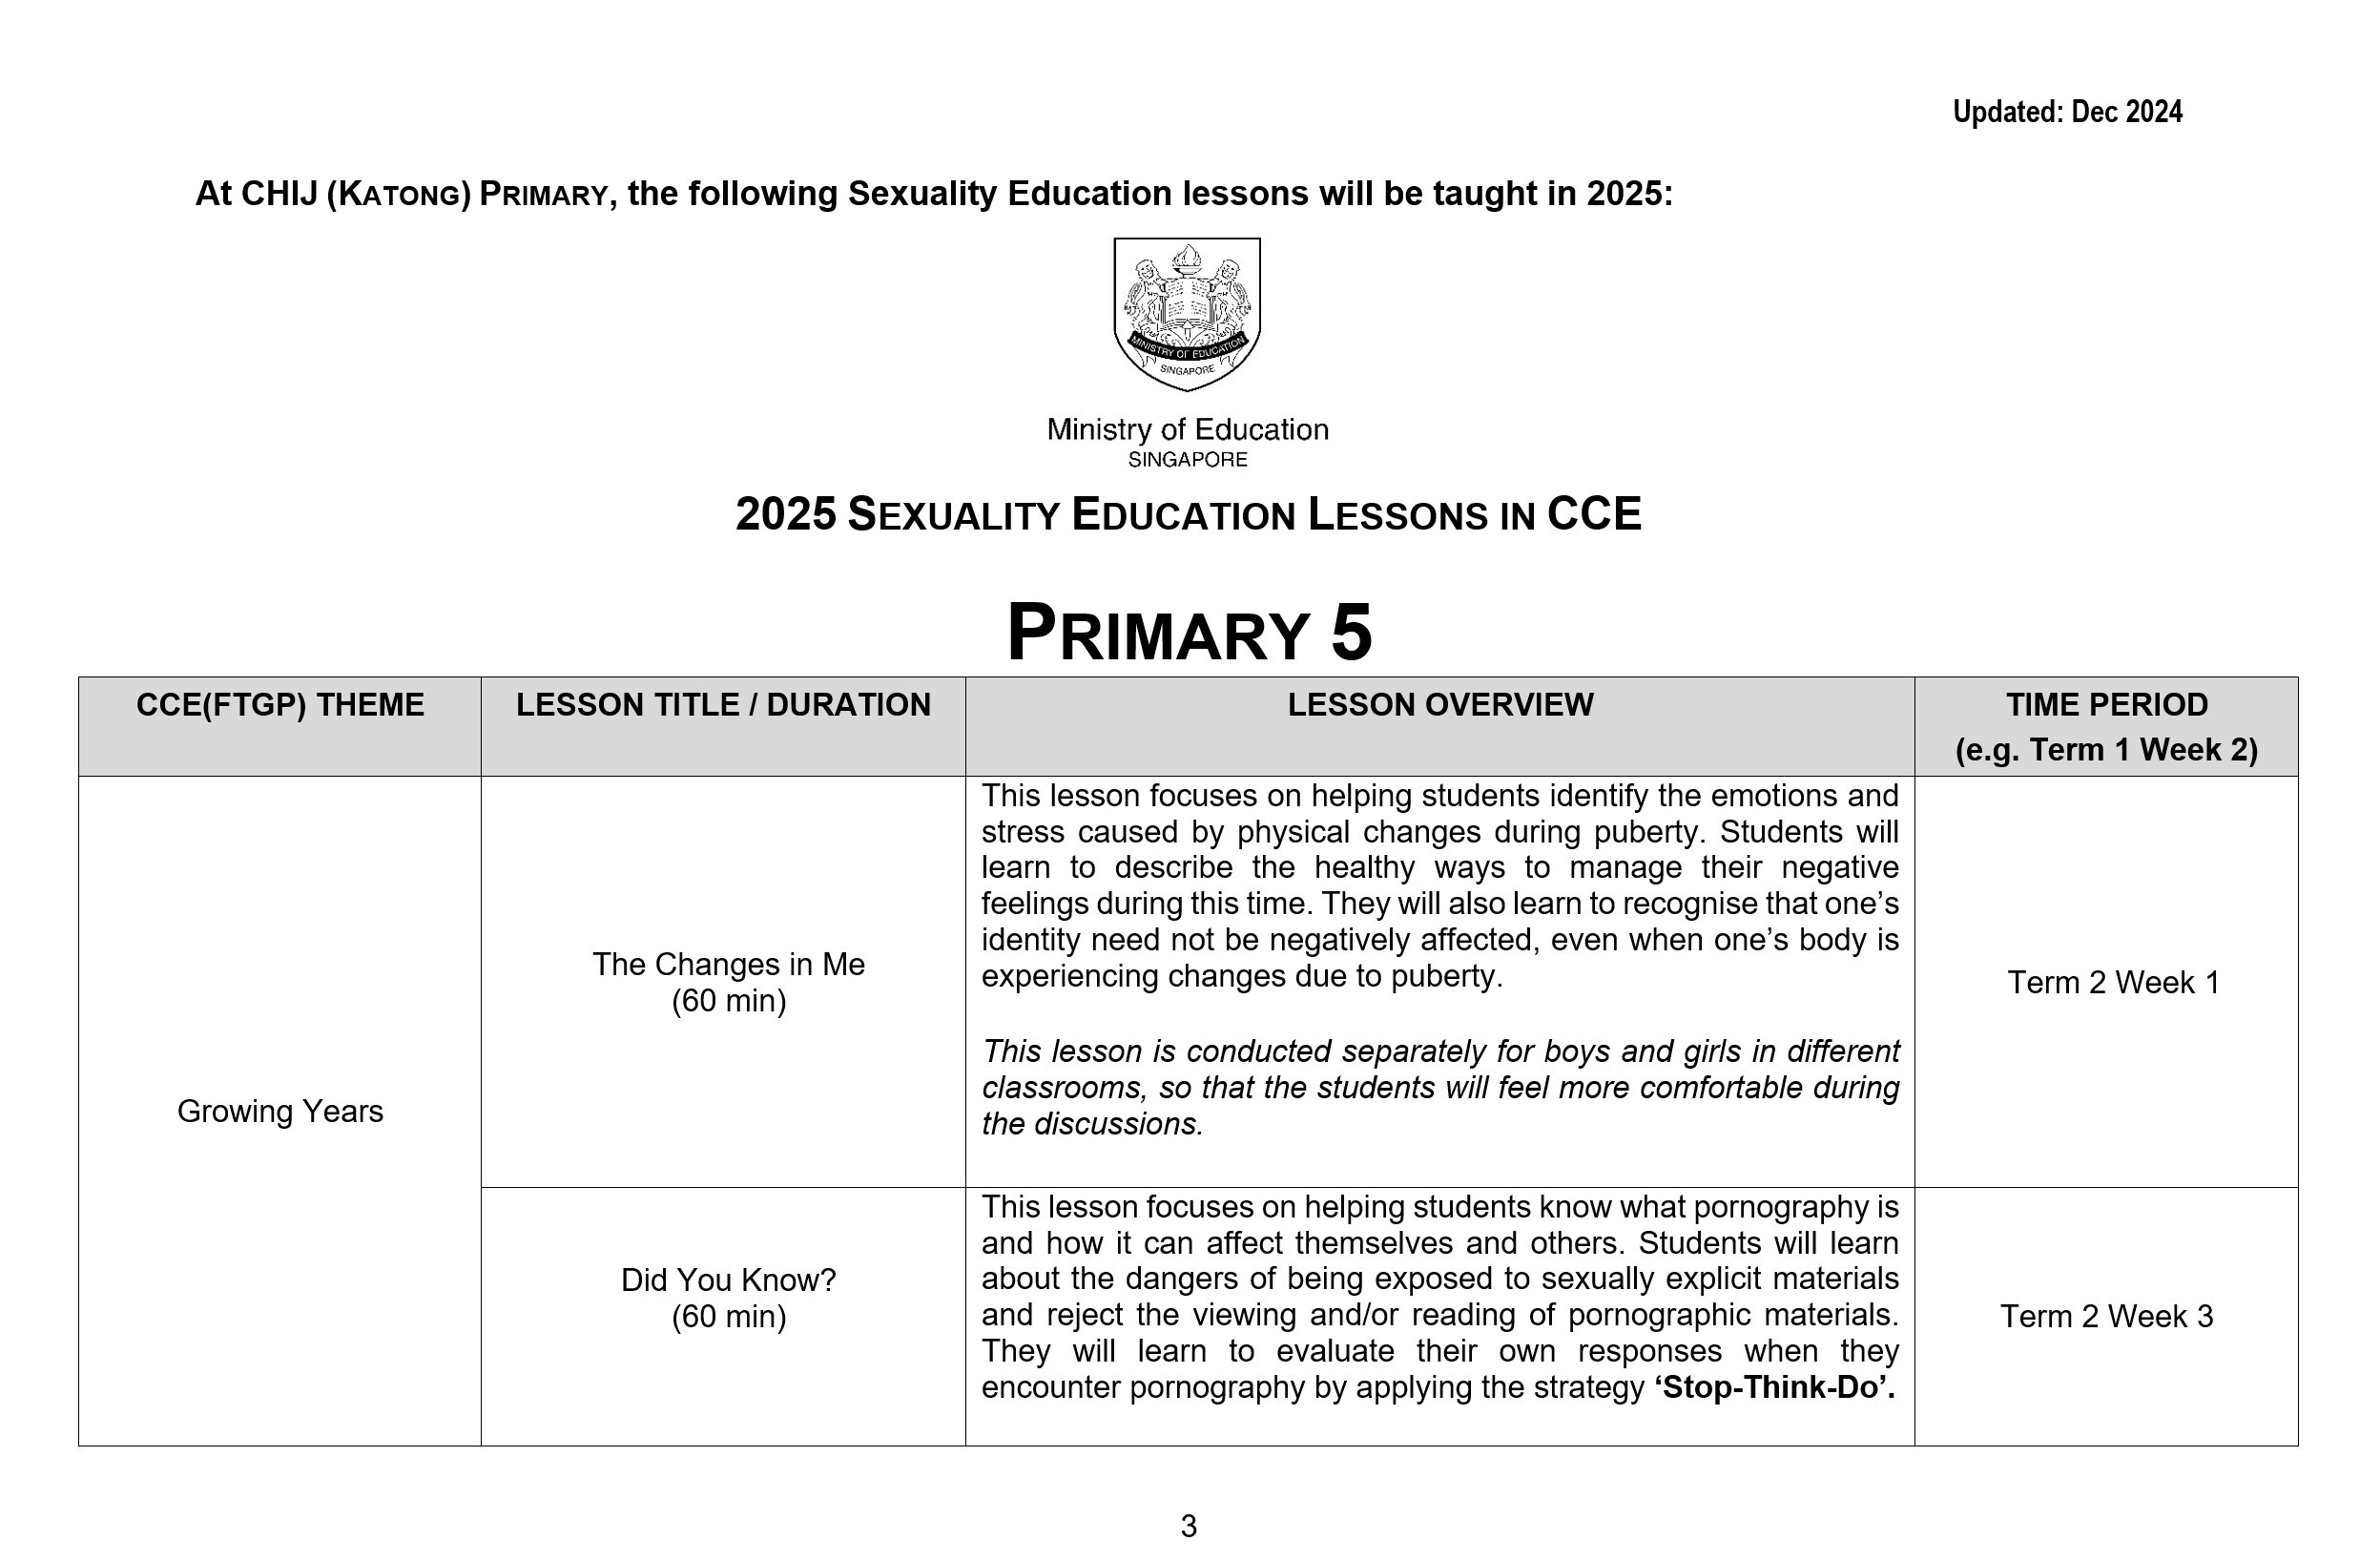 Updated: Dec 2024
At CHIJ (KATONG) PRIMARY, the following Sexuality Education lessons will be taught in 2025:
MINISTRY OF EDUCATION
SINGAPORE
Ministry of Education
SINGAPORE
2025 SEXUALITY EDUCATION LESSONS IN CCE
PRIMARY 5
CCE(FTGP) THEME
LESSON TITLE / DURATION
LESSON OVERVIEW
TIME PERIOD
(e.g. Term 1 Week 2)
Growing Years
The Changes in Me
(60 min)
This lesson focuses on helping students identify the emotions and
stress caused by physical changes during puberty. Students will
learn to describe the healthy ways to manage their negative
feelings during this time. They will also learn to recognise that one’s
identity need not be negatively affected, even when one’s body is
experiencing changes due to puberty.
This lesson is conducted separately for boys and girls in different
classrooms, so that the students will feel more comfortable during
the discussions.
Term 2 Week 1
Did You Know?
(60 min)
This lesson focuses on helping students know what pornography is
and how it can affect themselves and others. Students will learn
about the dangers of being exposed to sexually explicit materials
and reject the viewing and/or reading of pornographic materials.
They will learn to evaluate their own responses when they
encounter pornography by applying the strategy ‘Stop-Think-Do’.
Term 2 Week 3
3